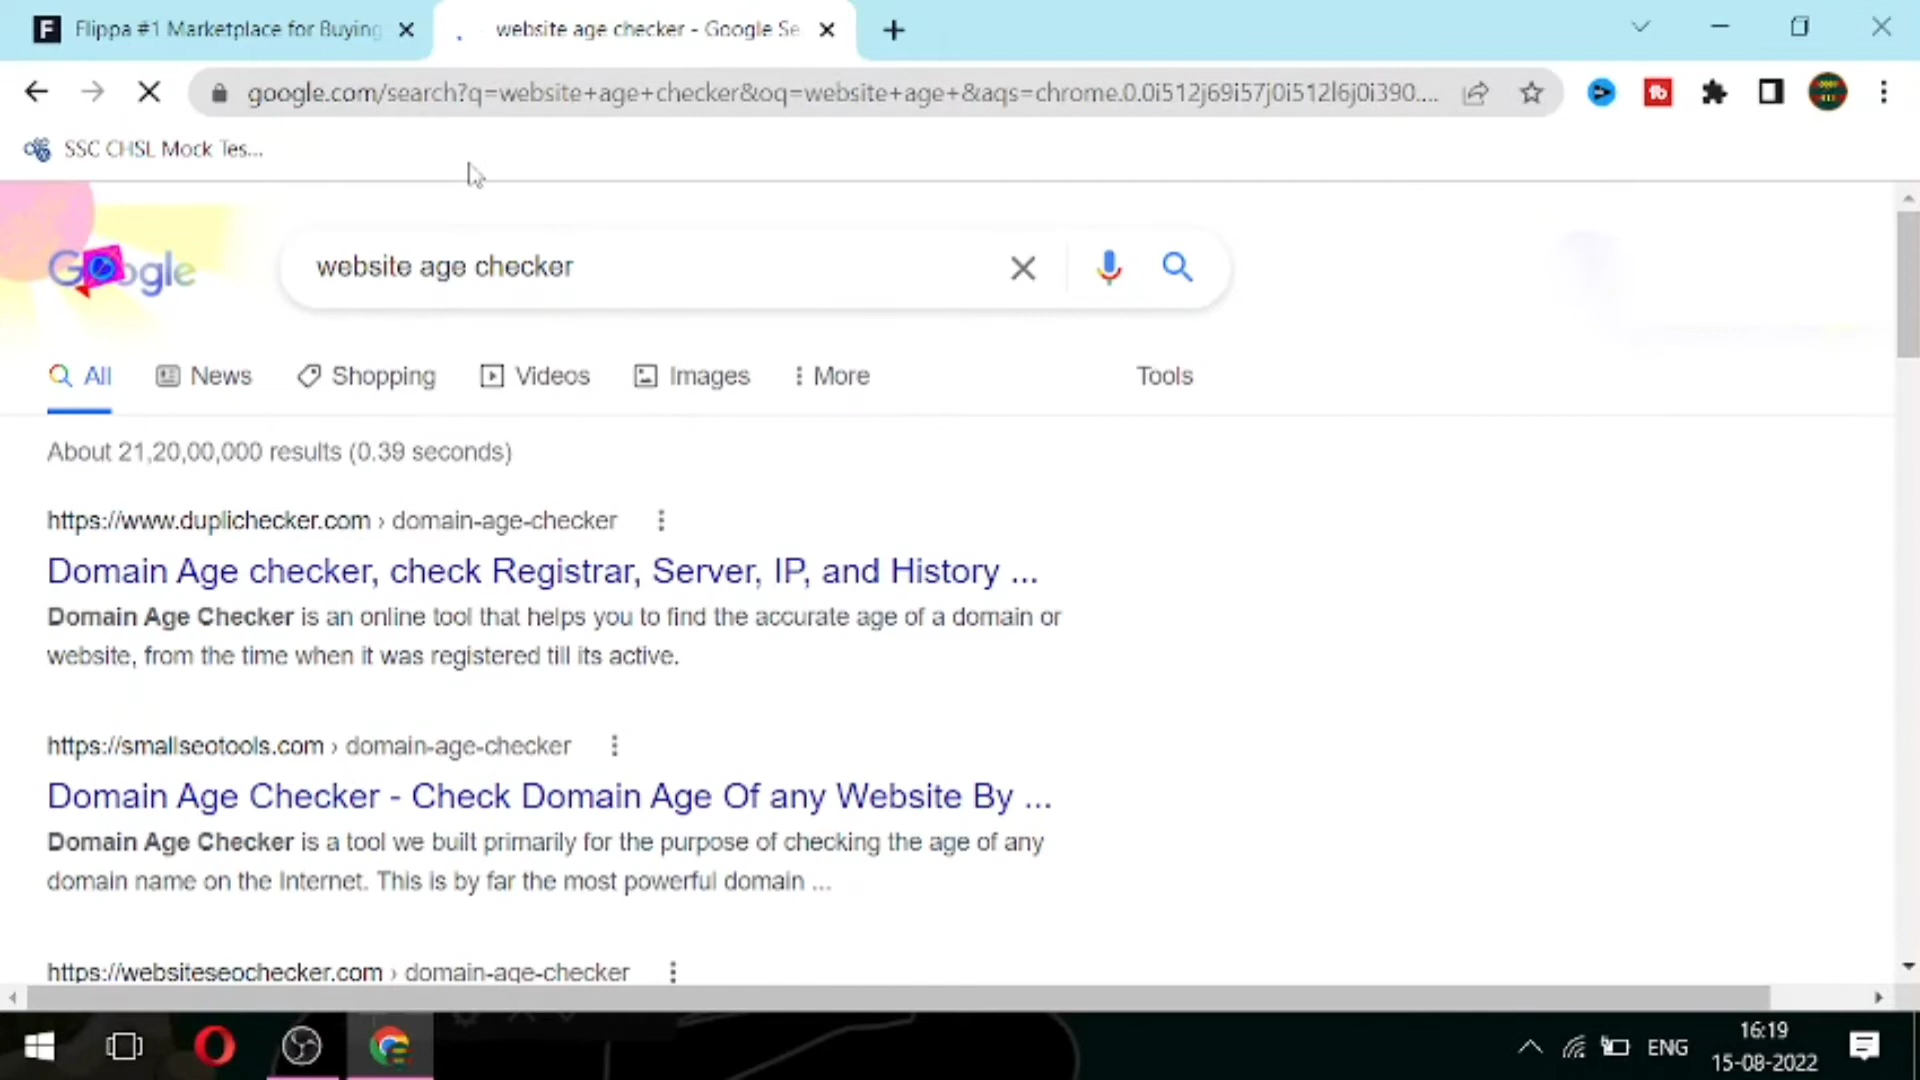 Flippa #1 Marketplace for Buying
website age checker - Google Se
google.com/search?q=website+age+checker&oq=website+age+&aqs=chrome.0.0i512j69i57j0i512l6j0i390....
SSC CHSL Mock Tes...
Google
website age checker
All
News
Shopping
Videos
Images
More
Tools
About 21,20,00,000 results (0.39 seconds)
https://www.duplichecker.com › domain-age-checker
Domain Age checker, check Registrar, Server, IP, and History ...
Domain Age Checker is an online tool that helps you to find the accurate age of a domain or
website, from the time when it was registered till its active.
https://smallseotools.com › domain-age-checker
Domain Age Checker - Check Domain Age Of any Website By ...
Domain Age Checker is a tool we built primarily for the purpose of checking the age of any
domain name on the Internet. This is by far the most powerful domain ...
https://websiteseochecker.com › domain-age-checker
ENG
16:19
15-08-2022